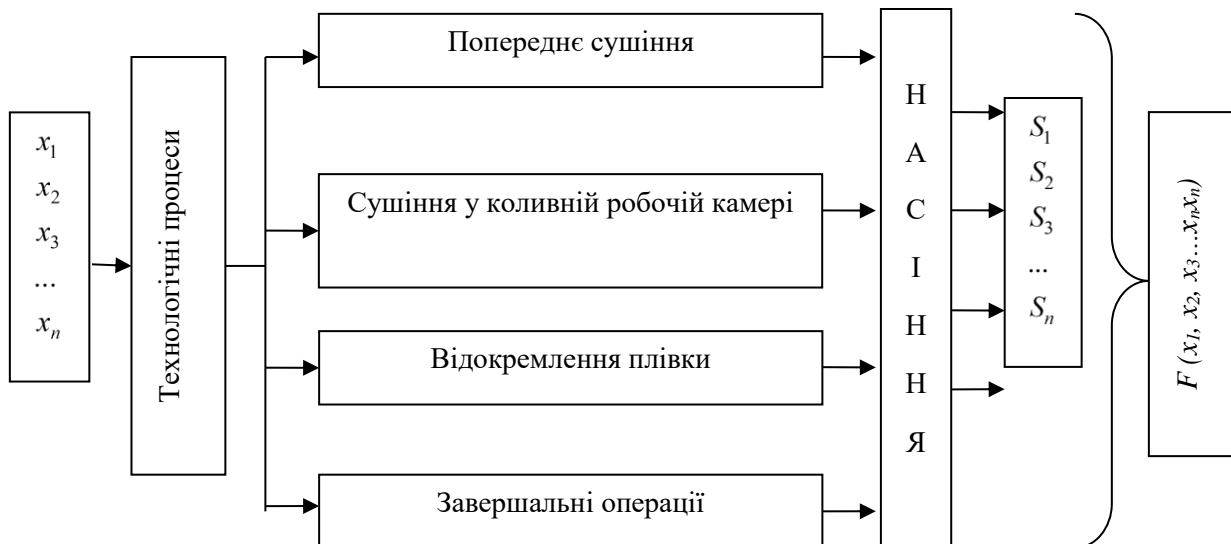 x1
x2
x3
...
xn
Технологічні процеси
Попереднє сушіння
Сушіння у коливній робочій камері
Відокремлення плівки
Завершальні операції
Н
А
С
І
Н
Н
Я
S1
S2
S3
...
Sn
F (x1, x2, x3...xnxn)